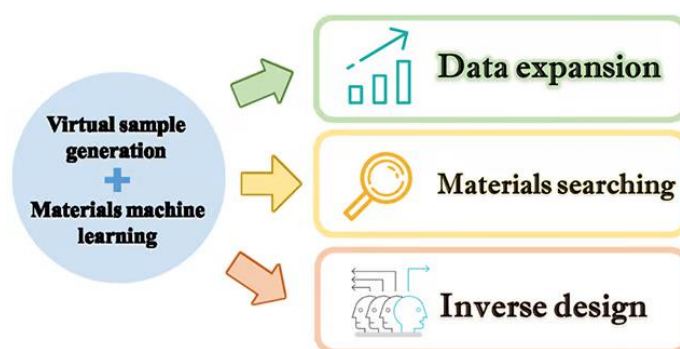 Virtual sample
generation
+
Materials machine
learning
Data expansion
Materials searching
Inverse design